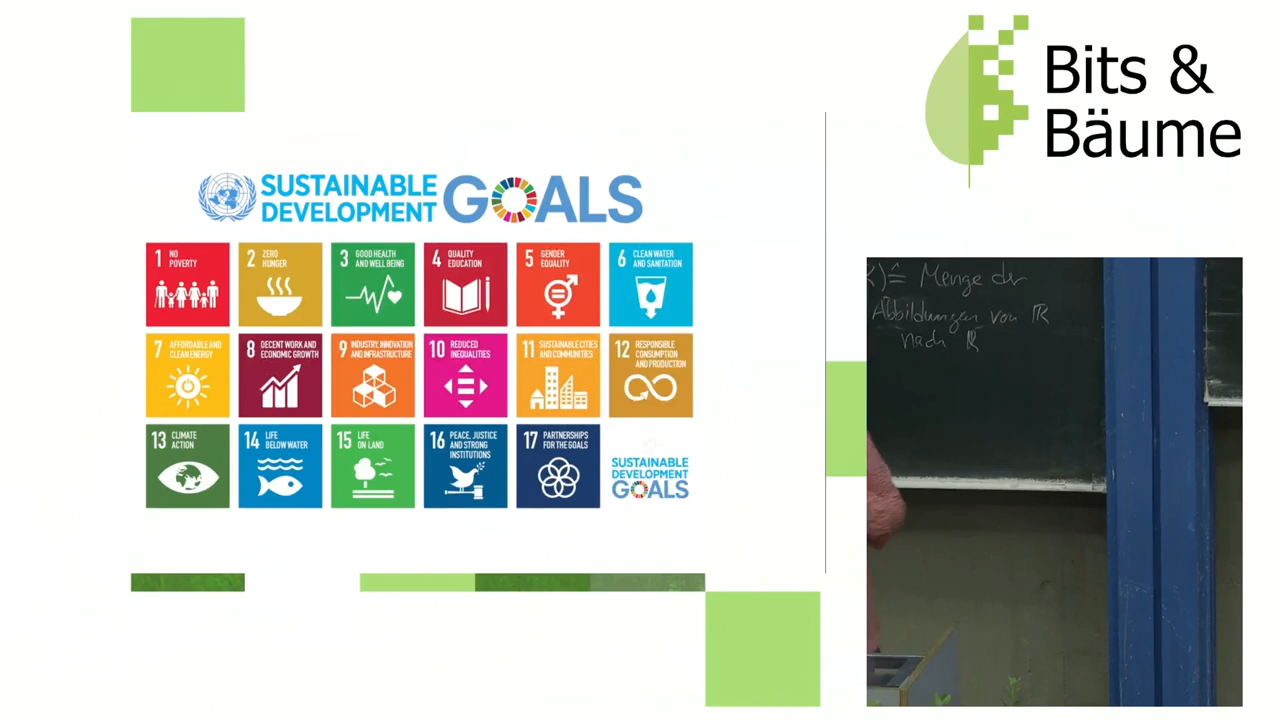 Bits &
Bäume
SUSTAINABLE
DEVELOPMENT
GOALS
1 NO
POVERTY
2 ZERO
HUNGER
3 GOOD HEALTH
AND WELL BEING
4 QUALITY
EDUCATION
5 GENDER
EQUALITY
6 CLEAN WATER
AND SANITATION
7 AFFORDABLE AND
CLEAN ENERGY
8 DECENT WORK AND
ECONOMIC GROWTH
9 INDUSTRY, INNOVATION
AND INFRASTRUCTURE
10 REDUCED
INEQUALITIES
11 SUSTAINABLE CITIES
AND COMMUNITIES
12 RESPONSIBLE
CONSUMPTION
AND PRODUCTION
13 CLIMATE
ACTION
14 LIFE
BELOW WATER
15 LIFE
ON LAND
16 PEACE, JUSTICE
AND STRONG
INSTITUTIONS
17 PARTNERSHIPS
FOR THE GOALS
SUSTAINABLE
DEVELOPMENT
GOALS
) ≙ Menge der
Abbildungen von ℝ
nach ℝ